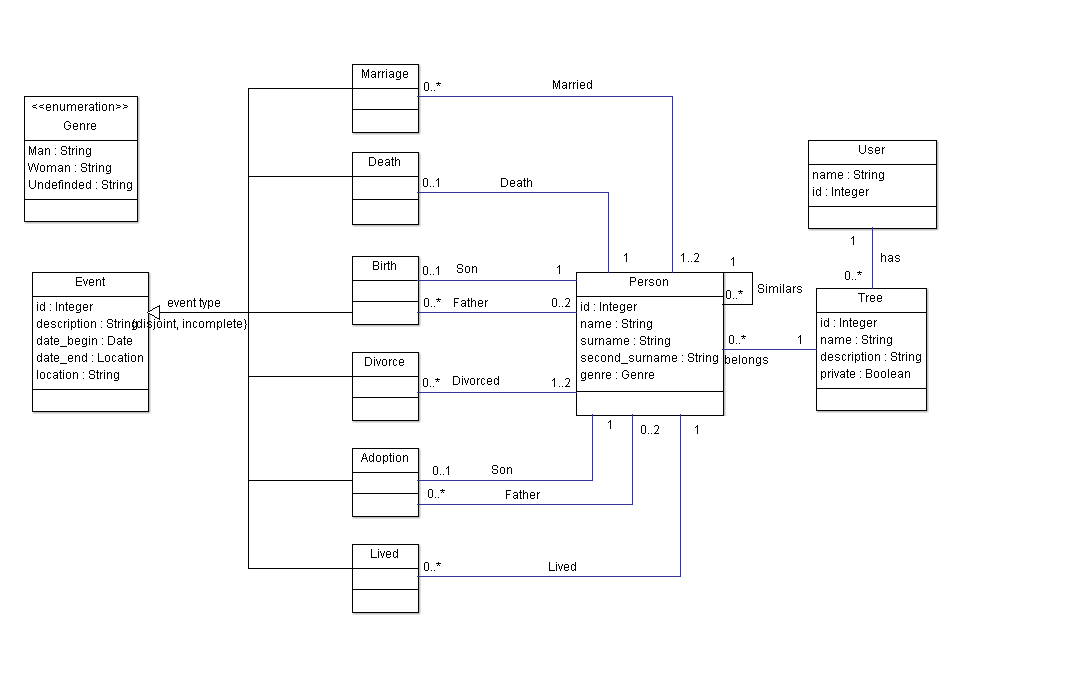 <<enumeration>>
Genre
Man : String
Woman : String
Undefinded : String
Event
id : Integer
description : String
date_begin : Date
date_end : Location
location : String
event type
{disjoint, incomplete}
Marriage
0..*
Married
1..2
Death
0..1
Death
1
Birth
0..1
Son
1
0..*
Father
0..2
Divorce
0..*
Divorced
1..2
Adoption
0..1
Son
1
0..*
Father
0..2
Lived
0..*
Lived
1
Person
id : Integer
name : String
surname : String
second_surname : String
genre : Genre
1
0..*
Similars
0..*
1
belongs
User
name : String
id : Integer
1
has
0..*
Tree
id : Integer
name : String
description : String
private : Boolean